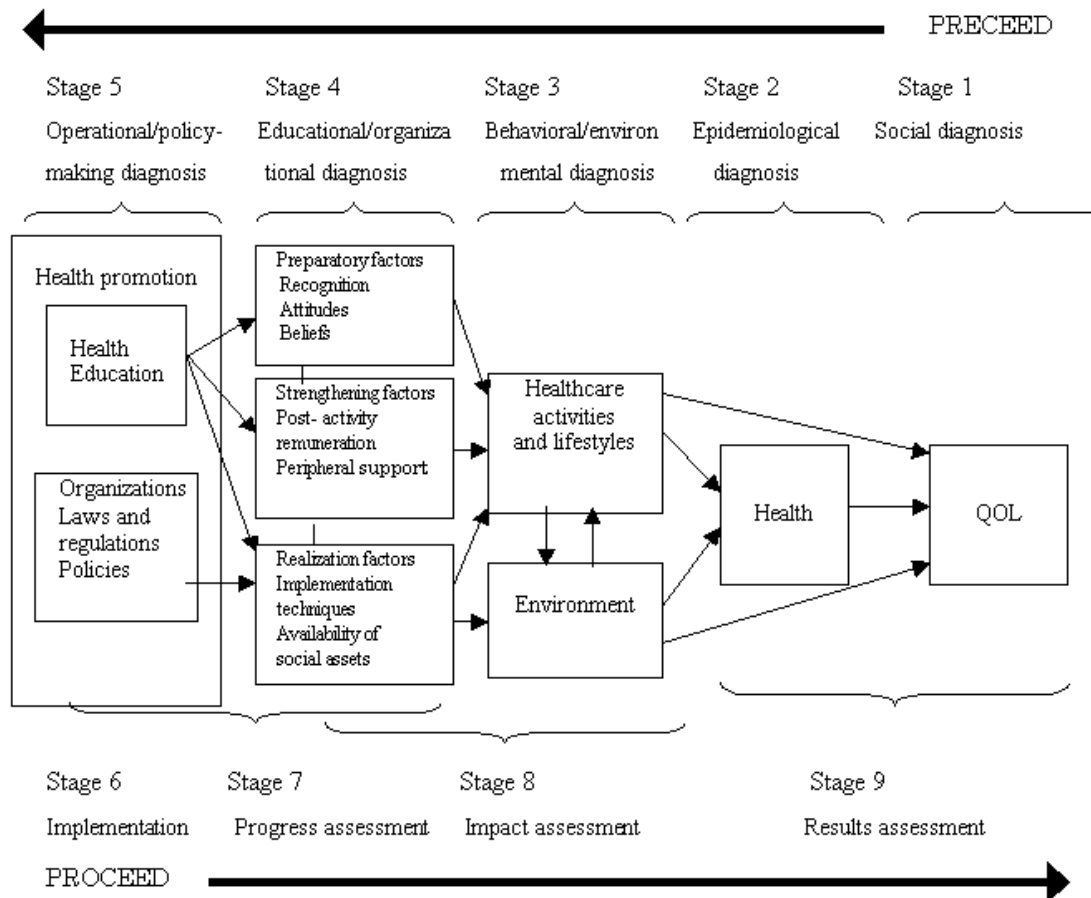 PRECEED
Stage 5
Operational/policy-
making diagnosis
Stage 4
Educational/organiza
tional diagnosis
Stage 3
Behavioral/environ
mental diagnosis
Stage 2
Epidemiological
diagnosis
Stage 1
Social diagnosis
Health promotion
Health
Education
Organizations
Laws and
regulations
Policies
Preparatory factors
Recognition
Attitudes
Beliefs
Strengthening factors
Post- activity
remuneration
Peripheral support
Realization factors
Implementation
techniques
Availability of
social assets
Healthcare
activities
and lifestyles
Environment
Health
QOL
Stage 6
Implementation
Stage 7
Progress assessment
Stage 8
Impact assessment
Stage 9
Results assessment
PROCEED